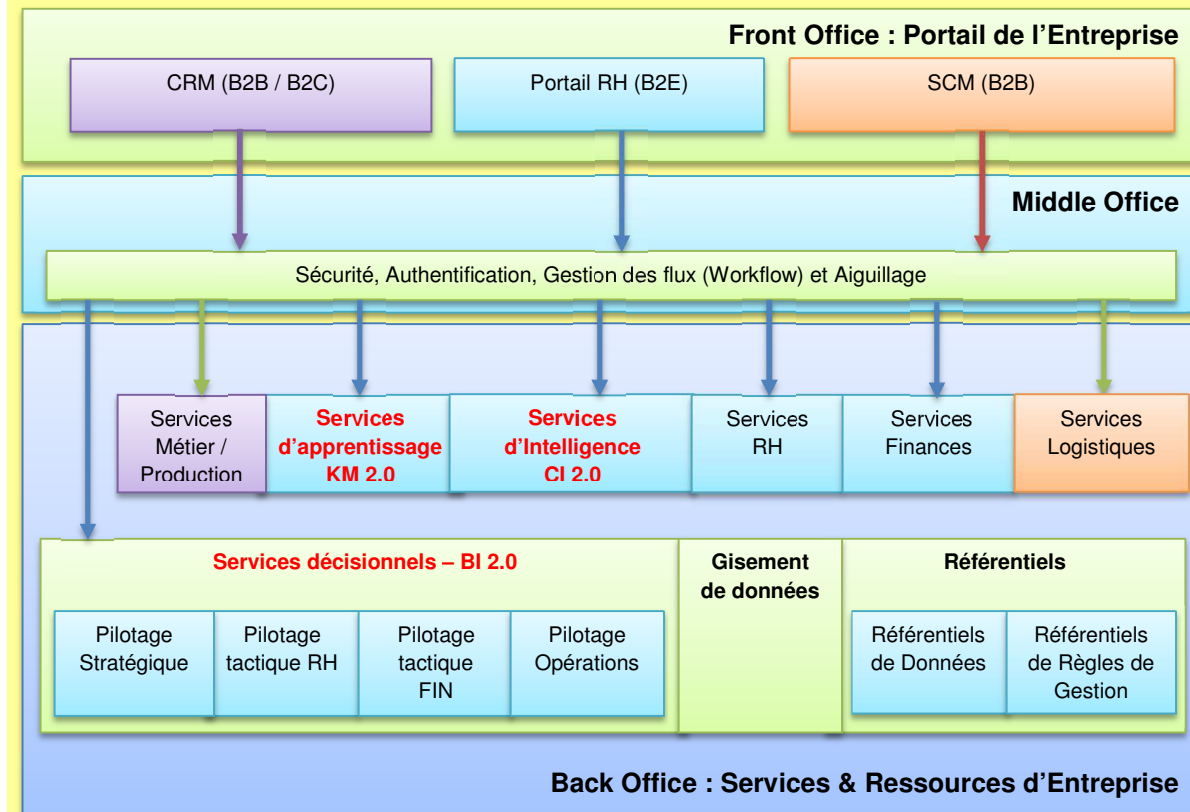 Front Office : Portail de l'Entreprise
CRM (B2B / B2C)
Portail RH (B2E)
SCM (B2B)
Middle Office
Sécurité, Authentification, Gestion des flux (Workflow) et Aiguillage
Services
Métier /
Production
Services
d'apprentissage
KM 2.0
Services
d'Intelligence
CI 2.0
Services
RH
Services
Finances
Services
Logistiques
Services décisionnels – BI 2.0
Pilotage
Stratégique
Pilotage
tactique RH
Pilotage
tactique
FIN
Pilotage
Opérations
Gisement
de données
Référentiels
Référentiels
de Données
Référentiels
de Règles de
Gestion
Back Office : Services & Ressources d'Entreprise